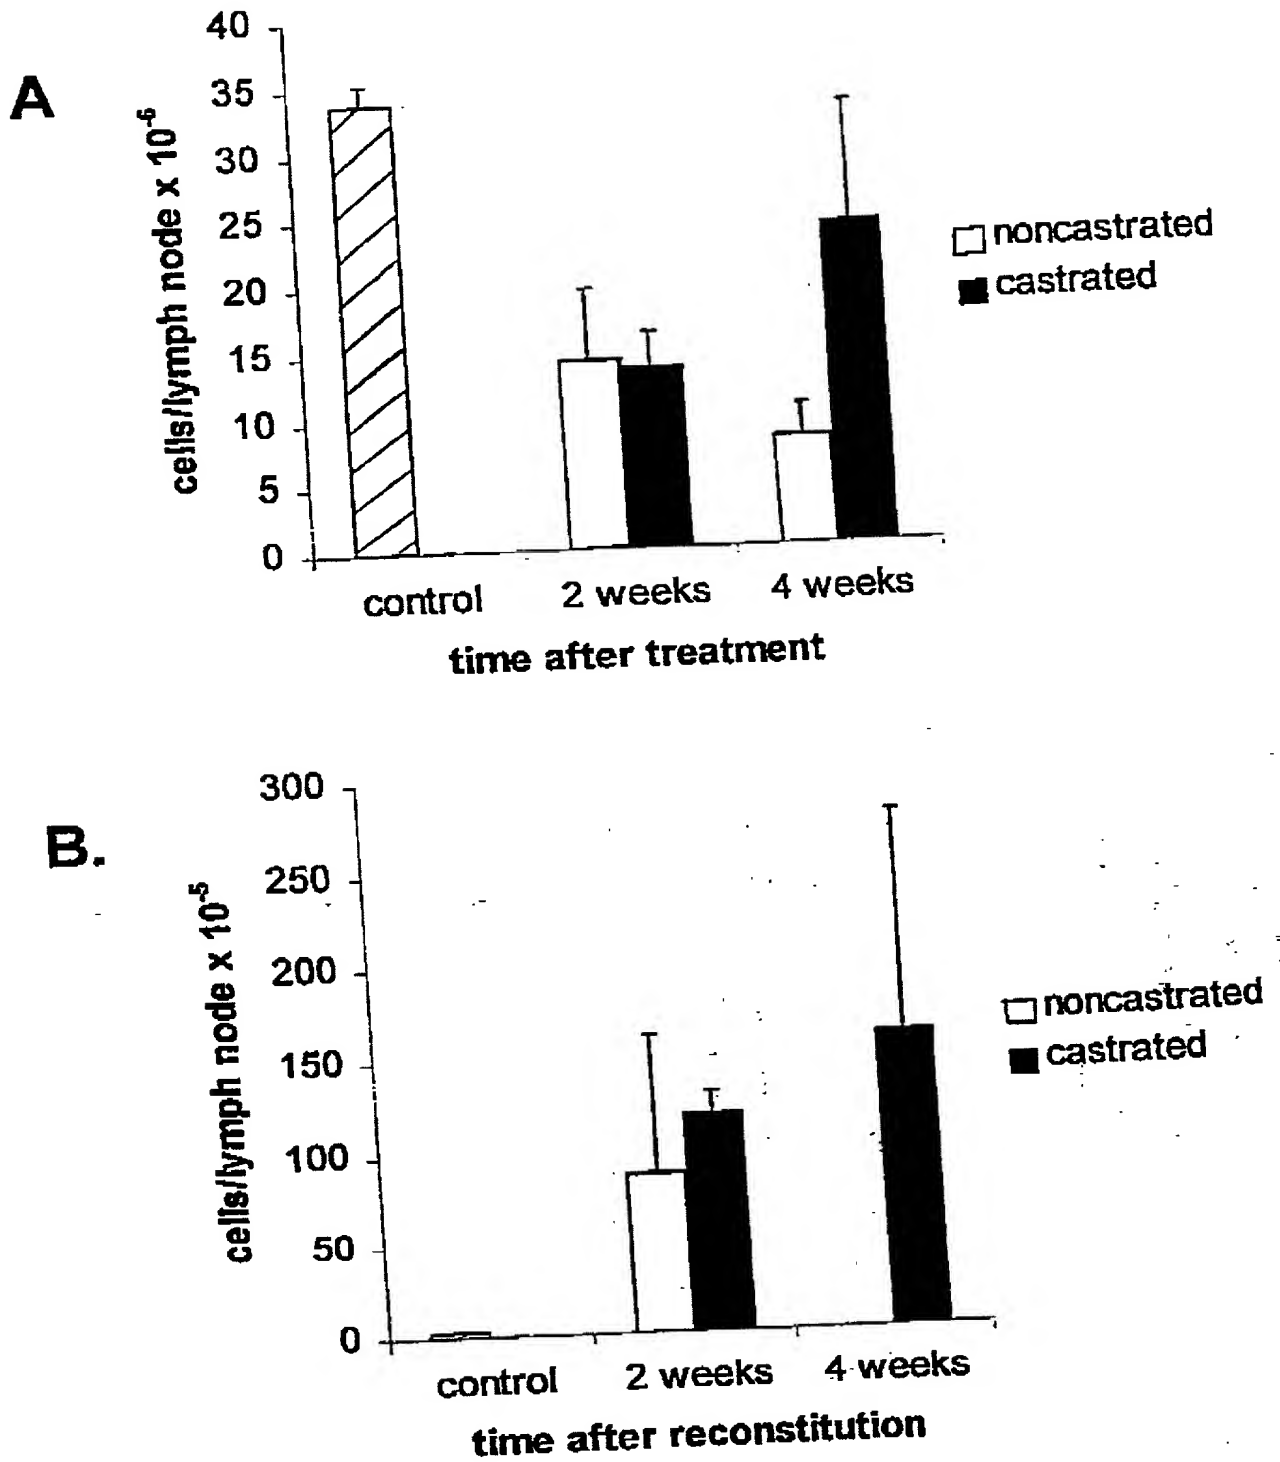 A
cells/lymph node x 10⁻⁶
40
35
30
25
20
15
10
5
0
control
2 weeks
4 weeks
time after treatment
noncastrated
castrated
B.
cells/lymph node x 10⁻⁵
300
250
200
150
100
50
0
control
2 weeks
4 weeks
time after reconstitution
noncastrated
castrated